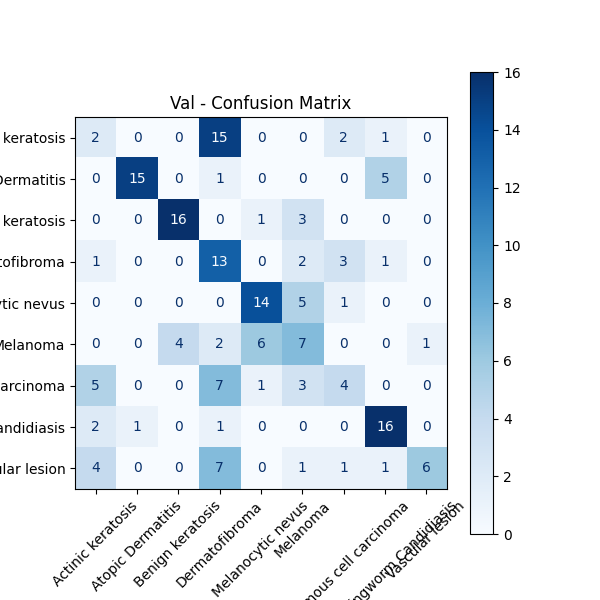 Val - Confusion Matrix
keratosis 2 0 0 15 0 0 2 1 0
Dermatitis 0 15 0 1 0 0 0 5 0
keratosis 0 0 16 0 1 3 0 0 0
tofibroma 1 0 0 13 0 2 3 1 0
tic nevus 0 0 0 0 14 5 1 0 0
Melanoma 0 0 4 2 6 7 0 0 1
arcinoma 5 0 0 7 1 3 4 0 0
andidiasis 2 1 0 1 0 0 0 16 0
lar lesion 4 0 0 7 0 1 1 1 6
Actinic keratosis
Atopic Dermatitis
Benign keratosis
Dermatofibroma
Melanocytic nevus
Melanoma
mous cell carcinoma
ngworm Candidiasis
Vascular lesion
16
14
12
10
8
6
4
2
0